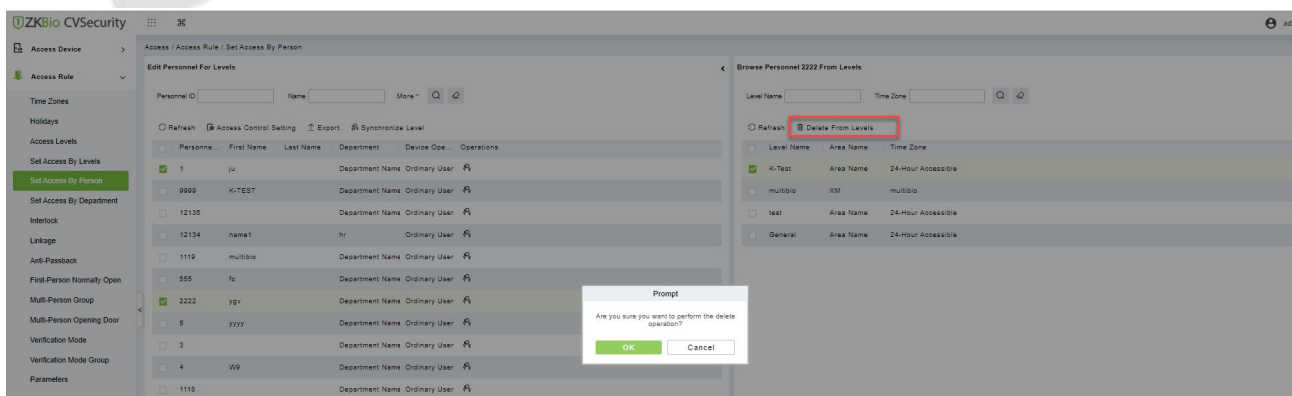 ZKBio CVSecurity
ad
Access Device
Access Rule
Time Zones
Holidays
Access Levels
Set Access By Levels
Set Access By Person
Set Access By Department
Interlock
Linkage
Anti-Passback
First-Person Normally Open
Multi-Person Group
Multi-Person Opening Door
Verification Mode
Verification Mode Group
Parameters
Access / Access Rule / Set Access By Person
Edit Personnel For Levels
Personnel ID Name More
Refresh Access Control Setting Export Synchronize Level
Personne... First Name Last Name Department Device Ope... Operations
1 ju Department Name Ordinary User
9999 K-TEST Department Name Ordinary User
12135 Department Name Ordinary User
12134 name1 hr Ordinary User
1119 multibio Department Name Ordinary User
555 fc Department Name Ordinary User
2222 ygv Department Name Ordinary User
5 yyyy Department Name Ordinary User
3 Department Name Ordinary User
4 W9 Department Name Ordinary User
1118 Department Name Ordinary User
Browse Personnel 2222 From Levels
Level Name Time Zone
Refresh Delete From Levels
Level Name Area Name Time Zone
K-Test Area Name 24-Hour Accessible
multibio XM multibio
test Area Name 24-Hour Accessible
General Area Name 24-Hour Accessible
Prompt
Are you sure you want to perform the delete
operation?
OK Cancel